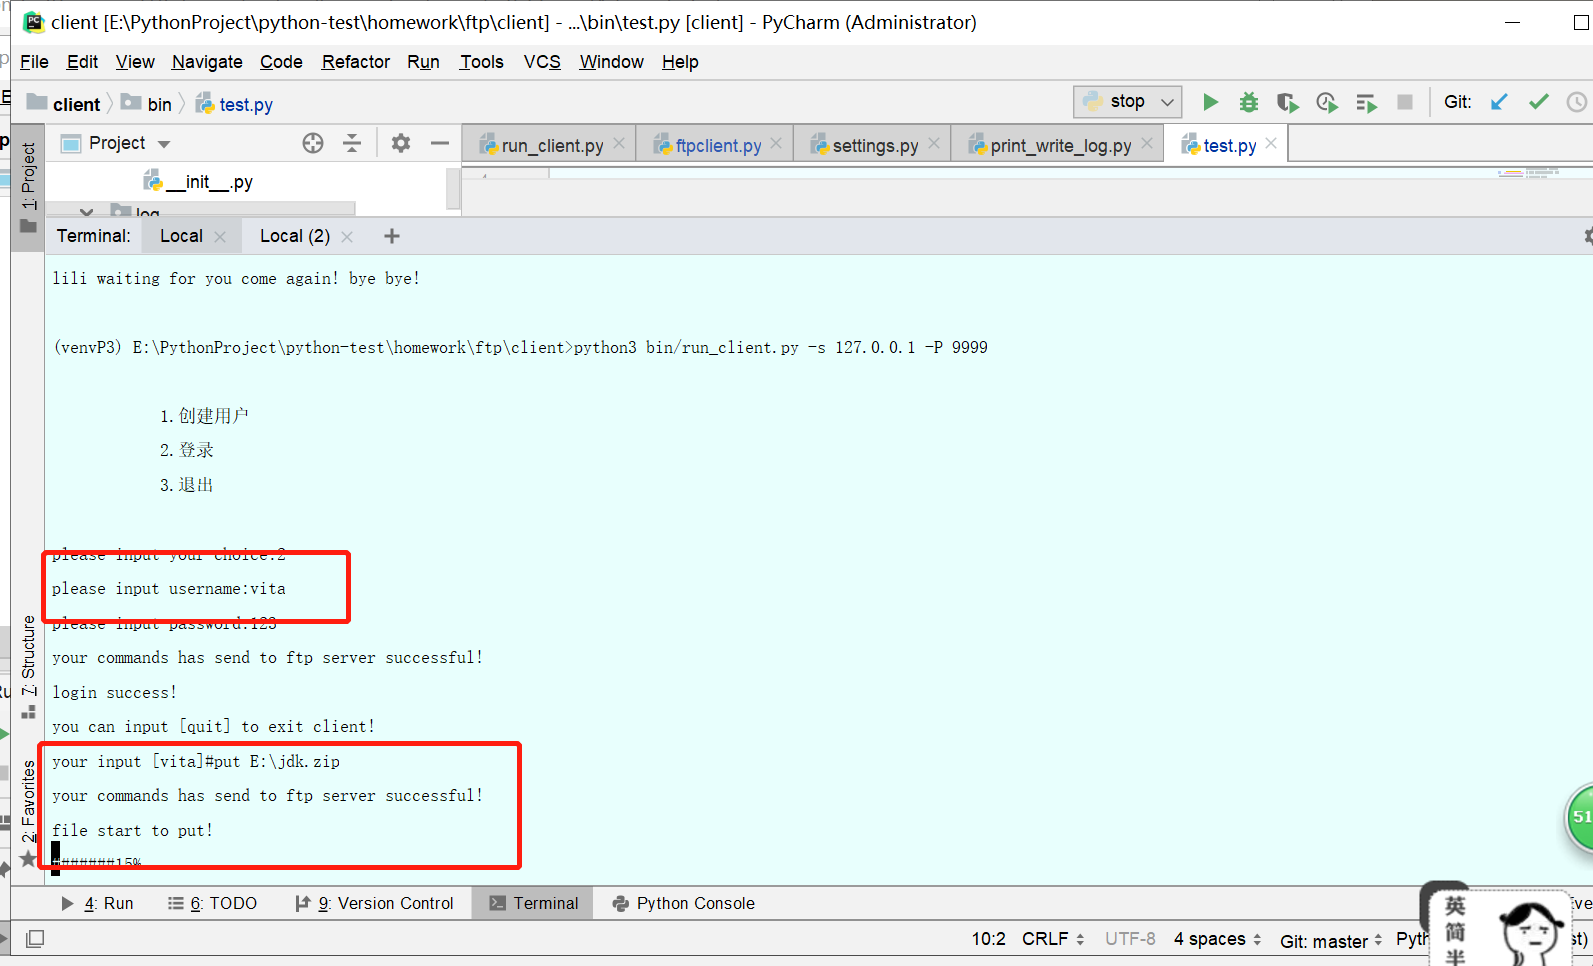 client [E:\PythonProject\python-test\homework\ftp\client] - ...\bin\test.py [client] - PyCharm (Administrator)
File Edit View Navigate Code Refactor Run Tools VCS Window Help
client bin test.py stop Git:
1: Project
Project run_client.py ftpclient.py settings.py print_write_log.py test.py
__init__.py
log
Terminal: Local Local (2) +
lili waiting for you come again! bye bye!
(venvP3) E:\PythonProject\python-test\homework\ftp\client>python3 bin/run_client.py -s 127.0.0.1 -P 9999
1.创建用户
2.登录
3.退出
please input your choice:2
please input username:vita
please input password:123
your commands has send to ftp server successful!
login success!
you can input [quit] to exit client!
your input [vita]#put E:\jdk.zip
your commands has send to ftp server successful!
file start to put!
#######15%
7: Structure
2: Favorites
51
4: Run 6: TODO 9: Version Control Terminal Python Console
10:2 CRLF UTF-8 4 spaces Git: master
英
简
半